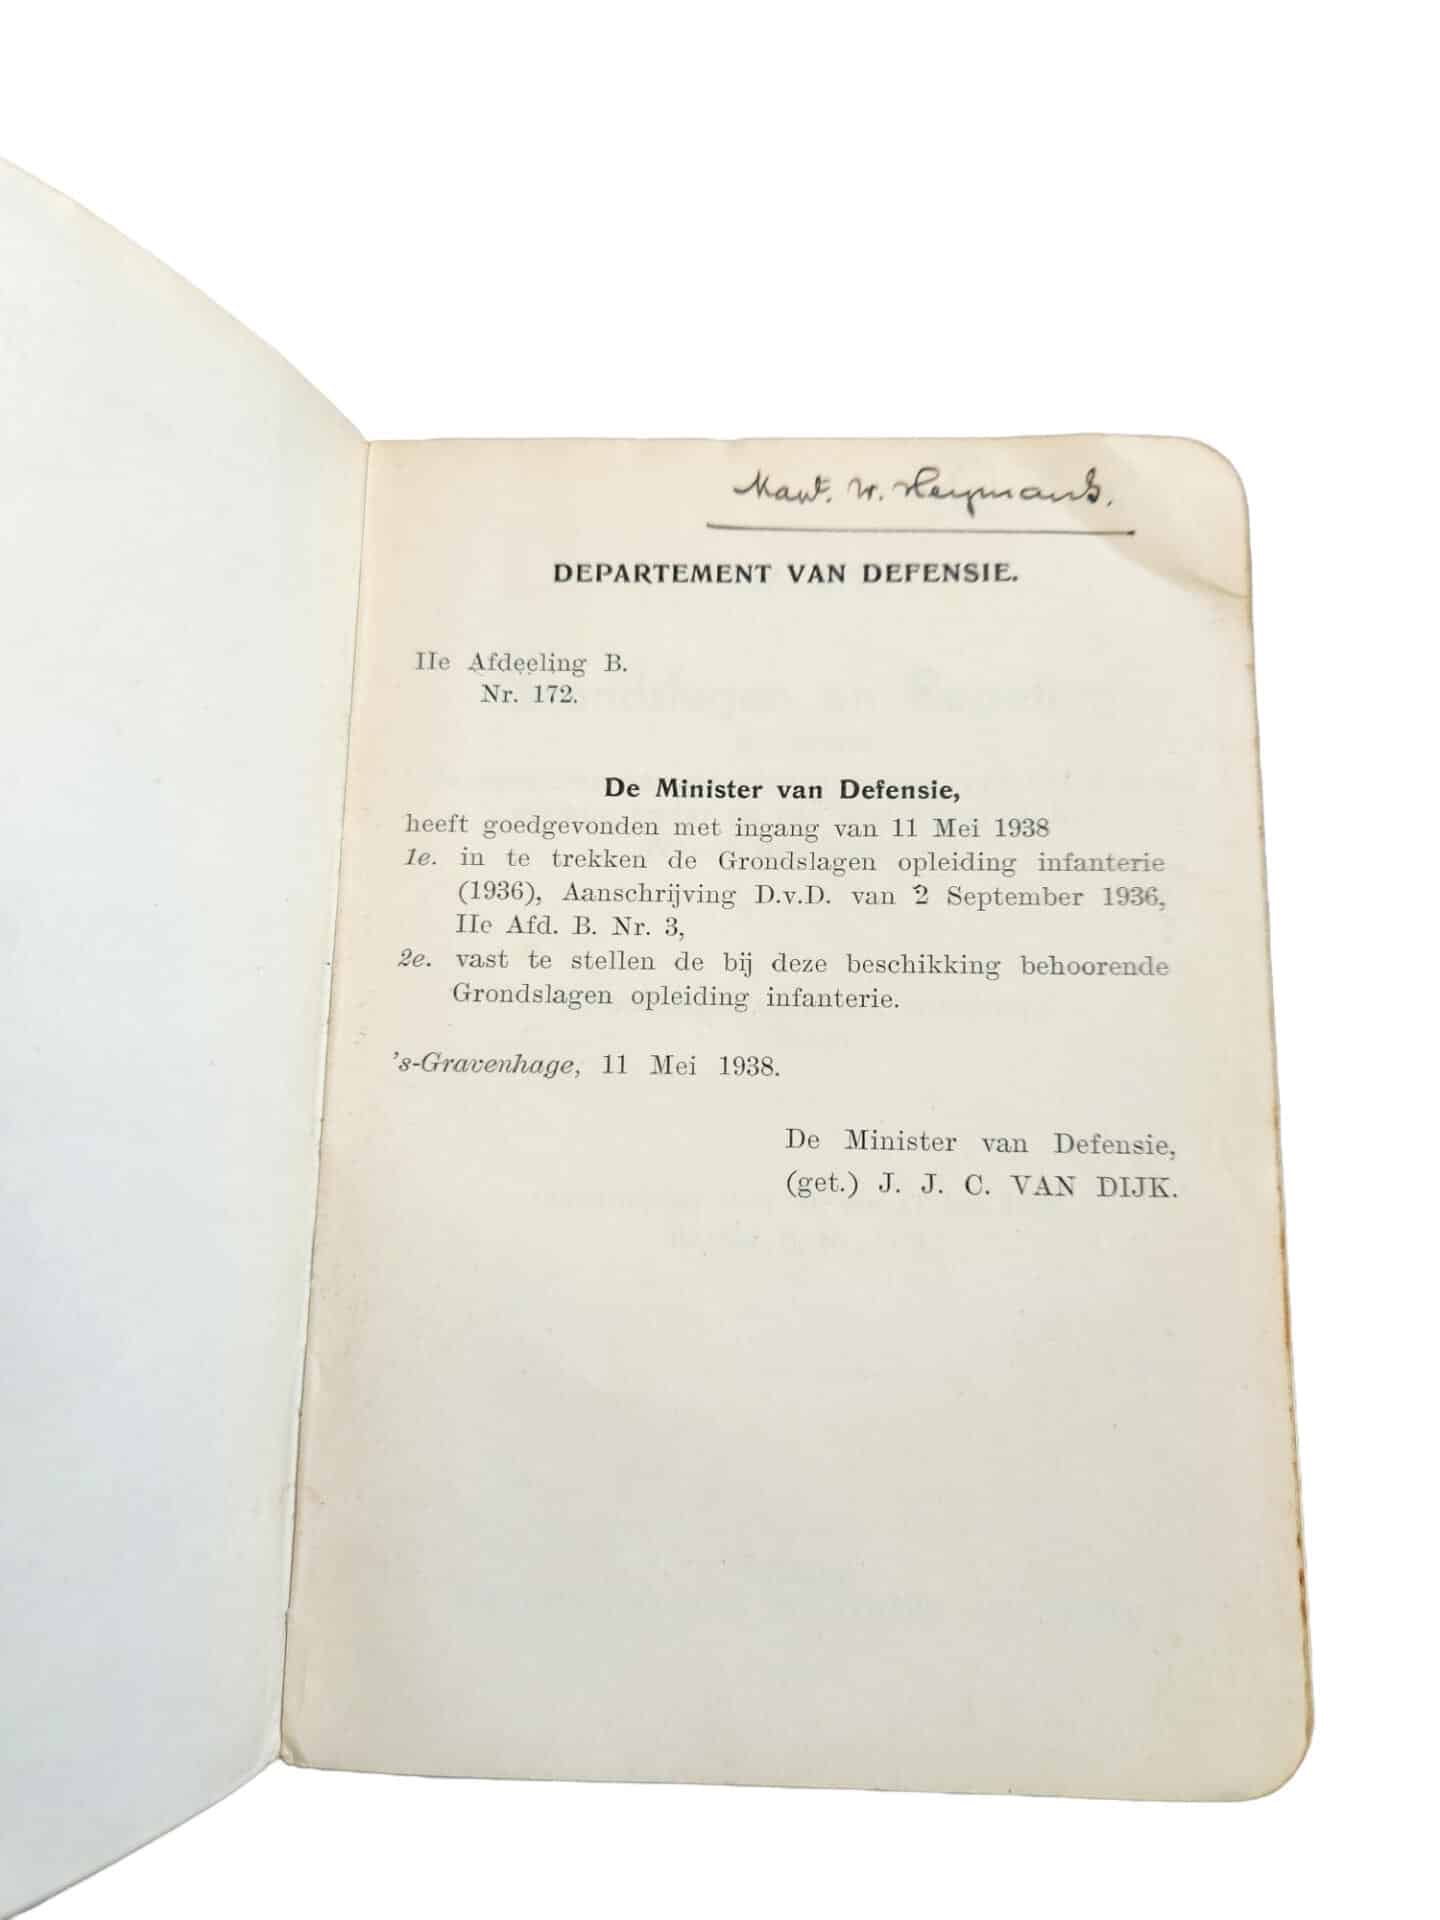 W. Heymans.
DEPARTEMENT VAN DEFENSIE.
IIe Afdeeling B.
Nr. 172.
De Minister van Defensie,
heeft goedgevonden met ingang van 11 Mei 1938
1e. in te trekken de Grondslagen opleiding infanterie
(1936), Aanschrijving D.v.D. van 2 September 1936,
IIe Afd. B. Nr. 3,
2e. vast te stellen de bij deze beschikking behoorende
Grondslagen opleiding infanterie.
's-Gravenhage, 11 Mei 1938.
De Minister van Defensie,
(get.) J. J. C. VAN DIJK.